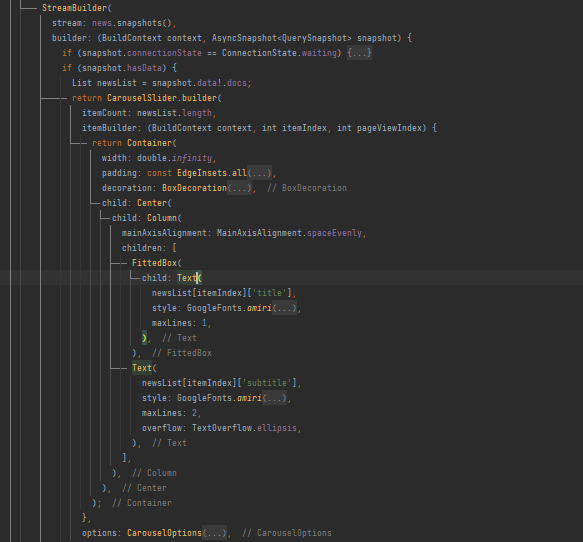 StreamBuilder(
stream: news.snapshots(),
builder: (BuildContext context, AsyncSnapshot<QuerySnapshot> snapshot) {
if (snapshot.connectionState == ConnectionState.waiting) {...}
if (snapshot.hasData) {
List newsList = snapshot.data!.docs;
return CarouselSlider.builder(
itemCount: newsList.length,
itemBuilder: (BuildContext context, int itemIndex, int pageViewIndex) {
return Container(
width: double.infinity,
padding: const EdgeInsets.all(...),
decoration: BoxDecoration(...), // BoxDecoration
child: Center(
child: Column(
mainAxisAlignment: MainAxisAlignment.spaceEvenly,
children: [
FittedBox(
child: Text(
newsList[itemIndex]['title'],
style: GoogleFonts.amiri(...),
maxLines: 1,
), // Text
), // FittedBox
Text(
newsList[itemIndex]['subtitle'],
style: GoogleFonts.amiri(...),
maxLines: 2,
overflow: TextOverflow.ellipsis,
), // Text
],
), // Column
), // Center
); // Container
},
options: CarouselOptions(...), // CarouselOptions